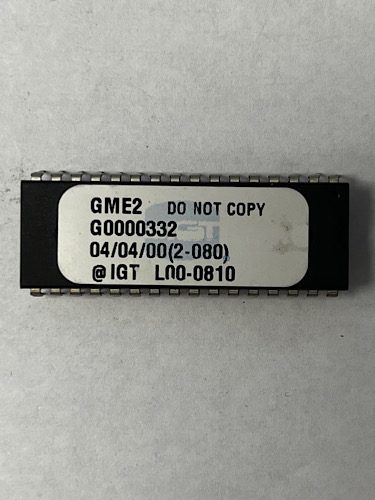 GME2 DO NOT COPY
G0000332
04/04/00(2-080)
@IGT L00-0810